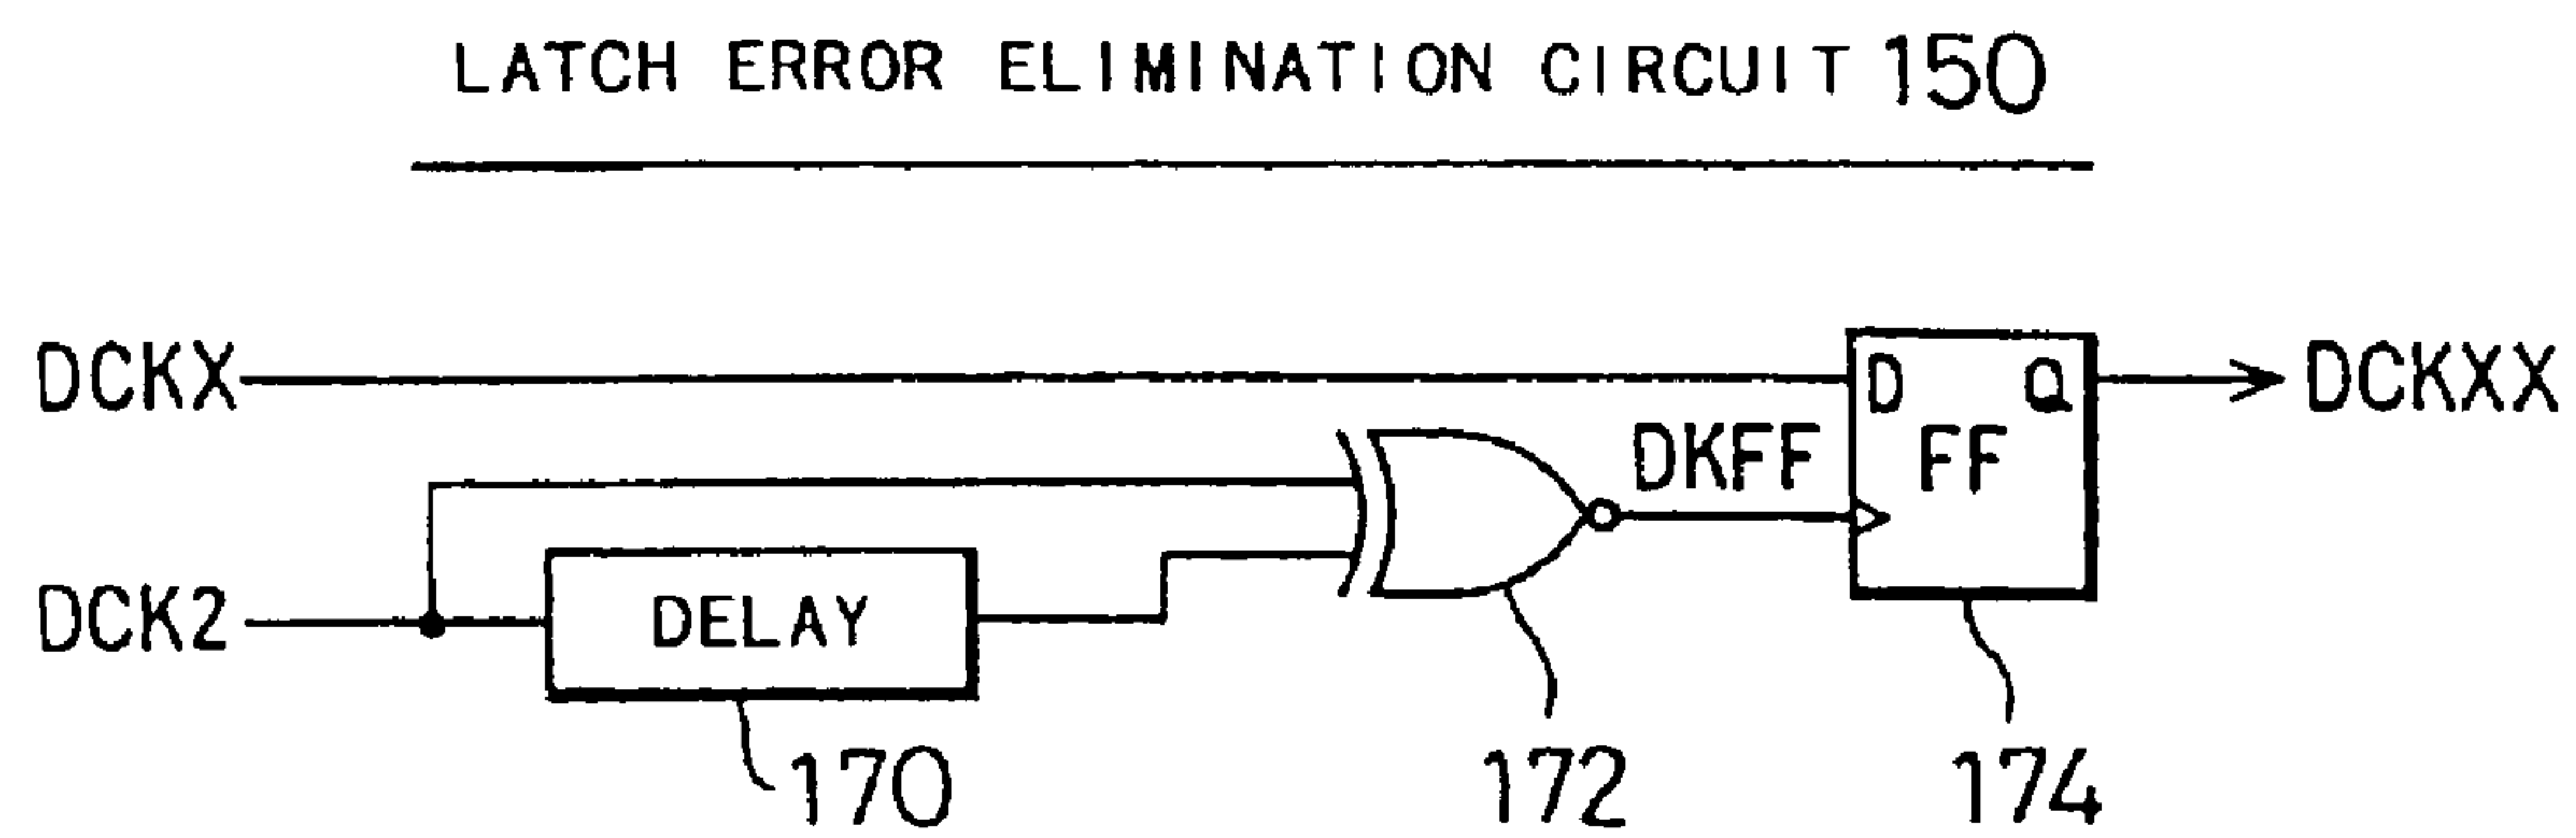 LATCH ERROR ELIMINATION CIRCUIT 150
DCKX
D Q
DCKXX
DKFF
FF
DCK2
DELAY
170
172
174